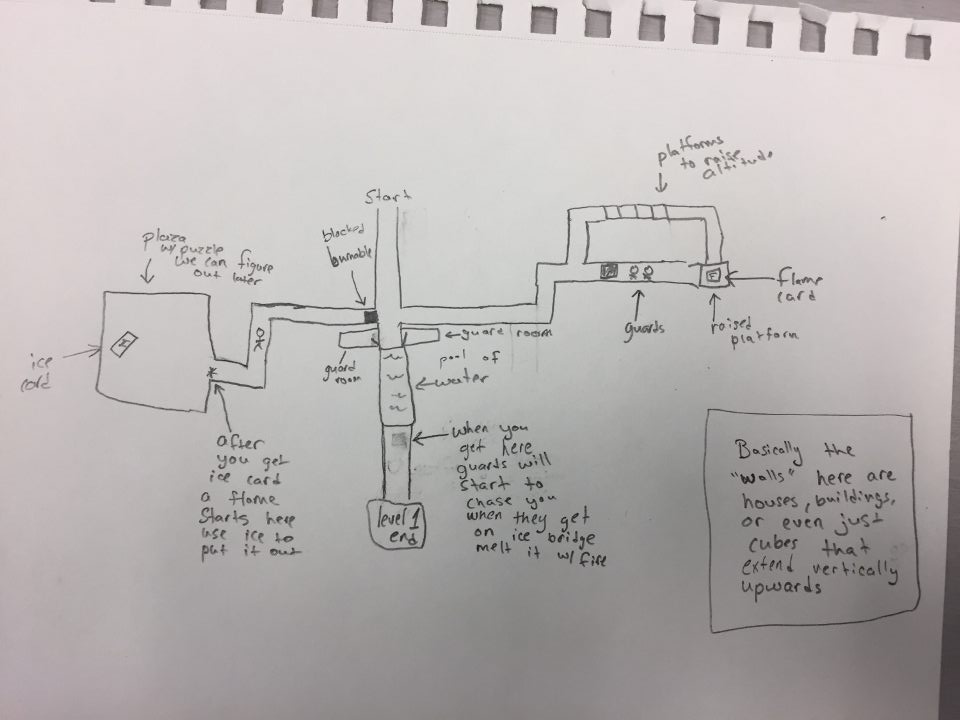 platforms
to raise
altitude
Start
blocked
burnable
plaza
w/ puzzle
we can figure
out later
flame
card
guards
raised
platform
guard room
guard
room
pool of
water
ice
card
after
you get
ice card
a flame
starts here
use ice to
put it out
when you
get here
guards will
start to
chase you
when they get
on ice bridge
melt it w/ fire
level 1
end
Basically the
"walls" here are
houses, buildings,
or even just
cubes that
extend vertically
upwards